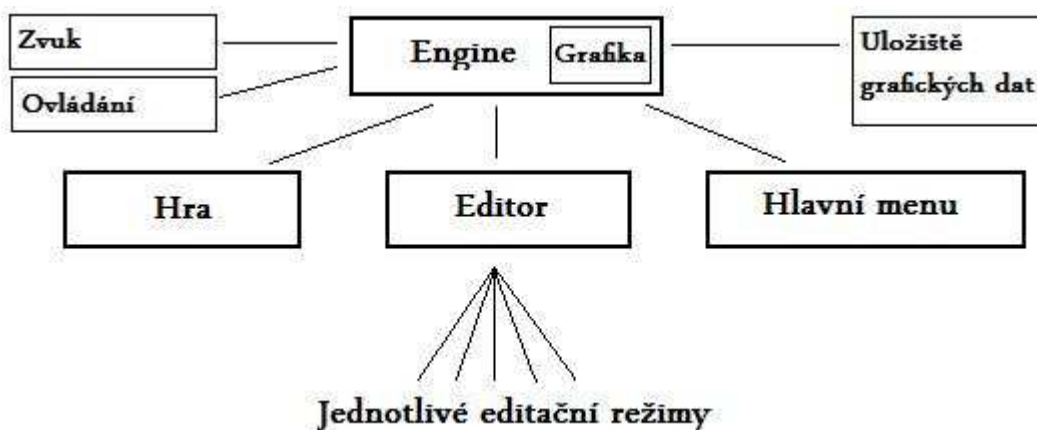 Zvuk
Ovládání
Engine
Grafika
Uložiště
grafických dat
Hra
Editor
Hlavní menu
Jednotlivé editační režimy